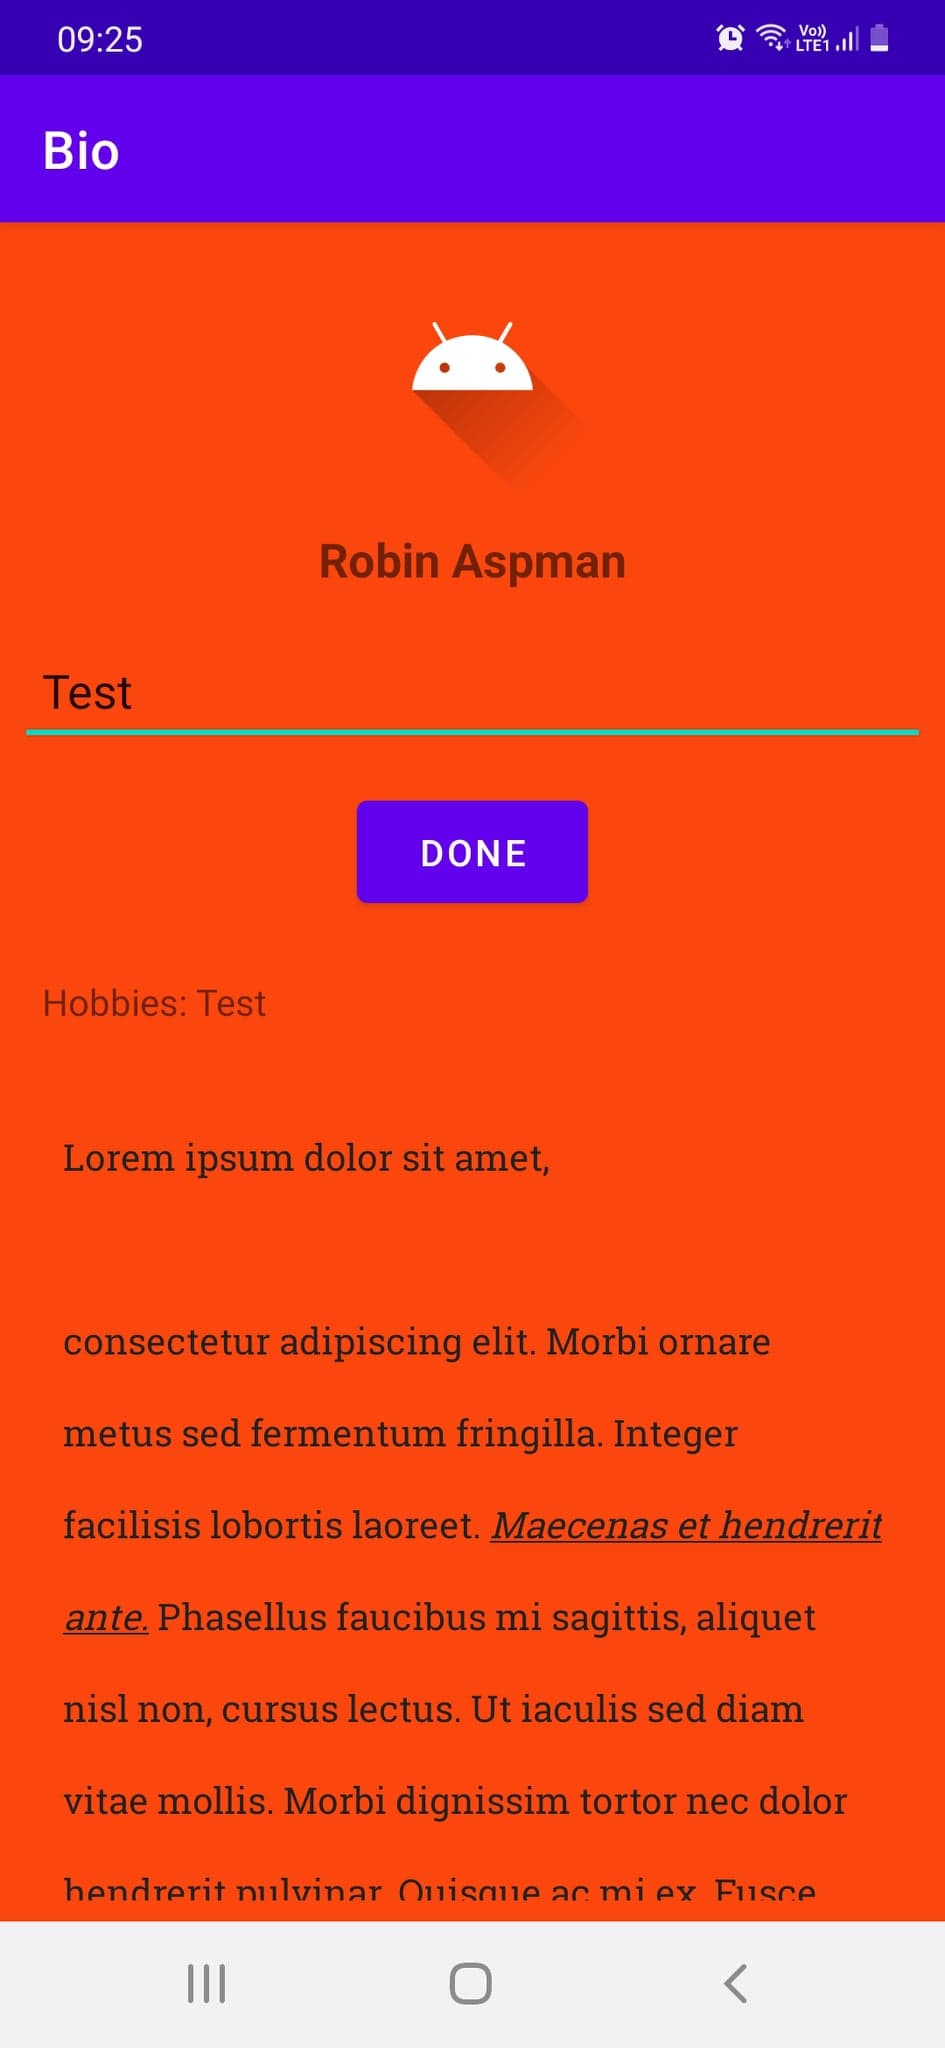 09:25
Vo))
LTE1
Bio
Robin Aspman
Test
DONE
Hobbies: Test
Lorem ipsum dolor sit amet,
consectetur adipiscing elit. Morbi ornare
metus sed fermentum fringilla. Integer
facilisis lobortis laoreet. Maecenas et hendrerit
ante. Phasellus faucibus mi sagittis, aliquet
nisl non, cursus lectus. Ut iaculis sed diam
vitae mollis. Morbi dignissim tortor nec dolor
hendrerit pulvinar. Quisque ac mi ex. Fusce